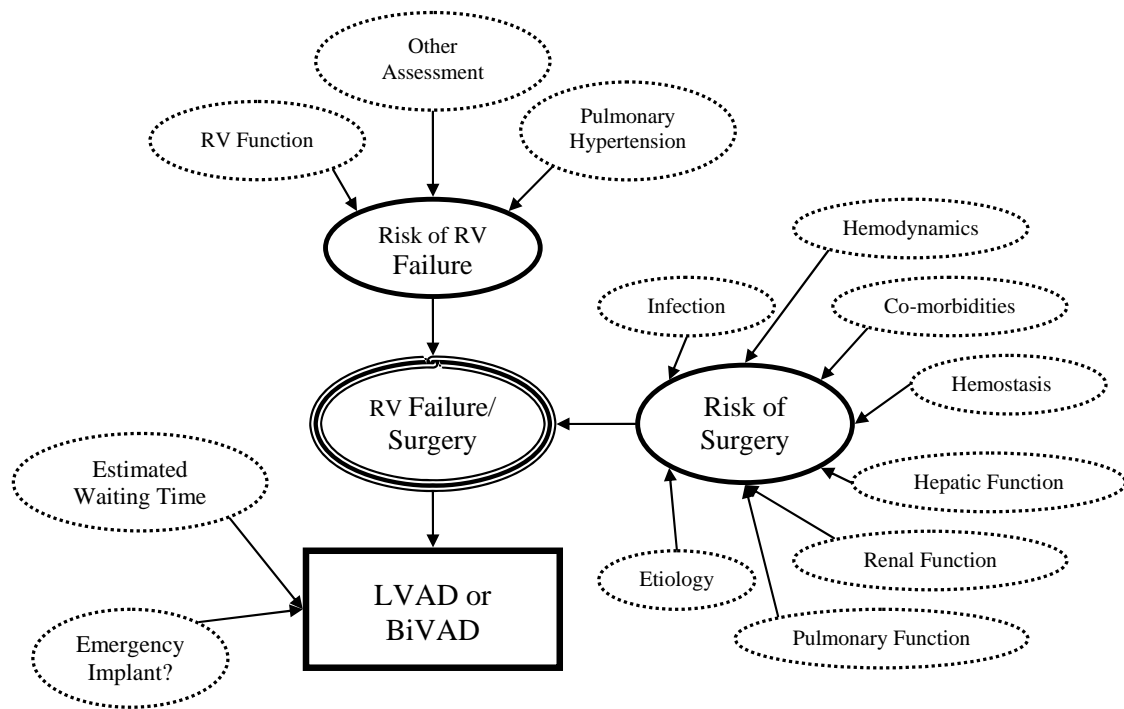 Other
Assessment
RV Function
Pulmonary
Hypertension
Risk of RV
Failure
Hemodynamics
Infection
Co-morbidities
Hemostasis
RV Failure/
Surgery
Risk of
Surgery
Estimated
Waiting Time
Hepatic Function
Etiology
Renal Function
LVAD or
BiVAD
Pulmonary Function
Emergency
Implant?